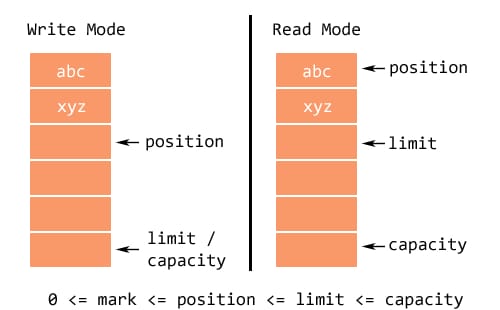 Write Mode
abc
xyz
position
limit /
capacity
Read Mode
abc
xyz
position
limit
capacity
0 <= mark <= position <= limit <= capacity